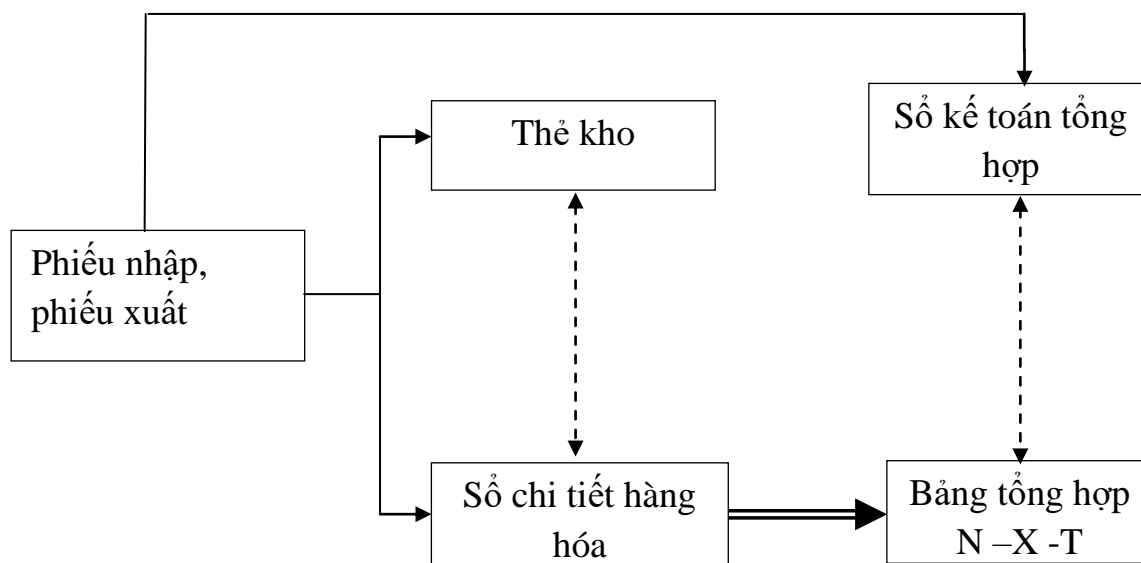 Thẻ kho
Sổ kế toán tổng
hợp
Phiếu nhập,
phiếu xuất
Sổ chi tiết hàng
hóa
Bảng tổng hợp
N –X -T